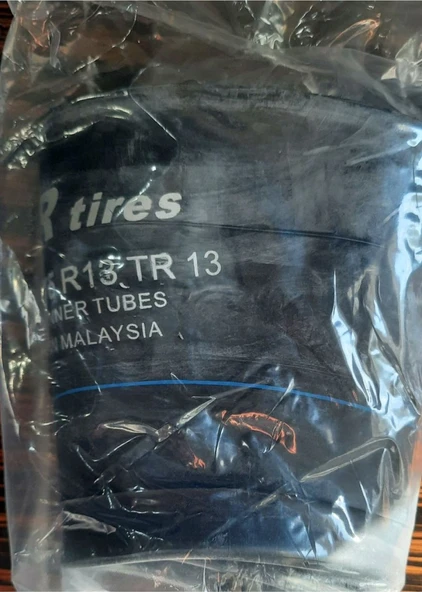 R tires
R13 TR 13
INNER TUBES
MALAYSIA